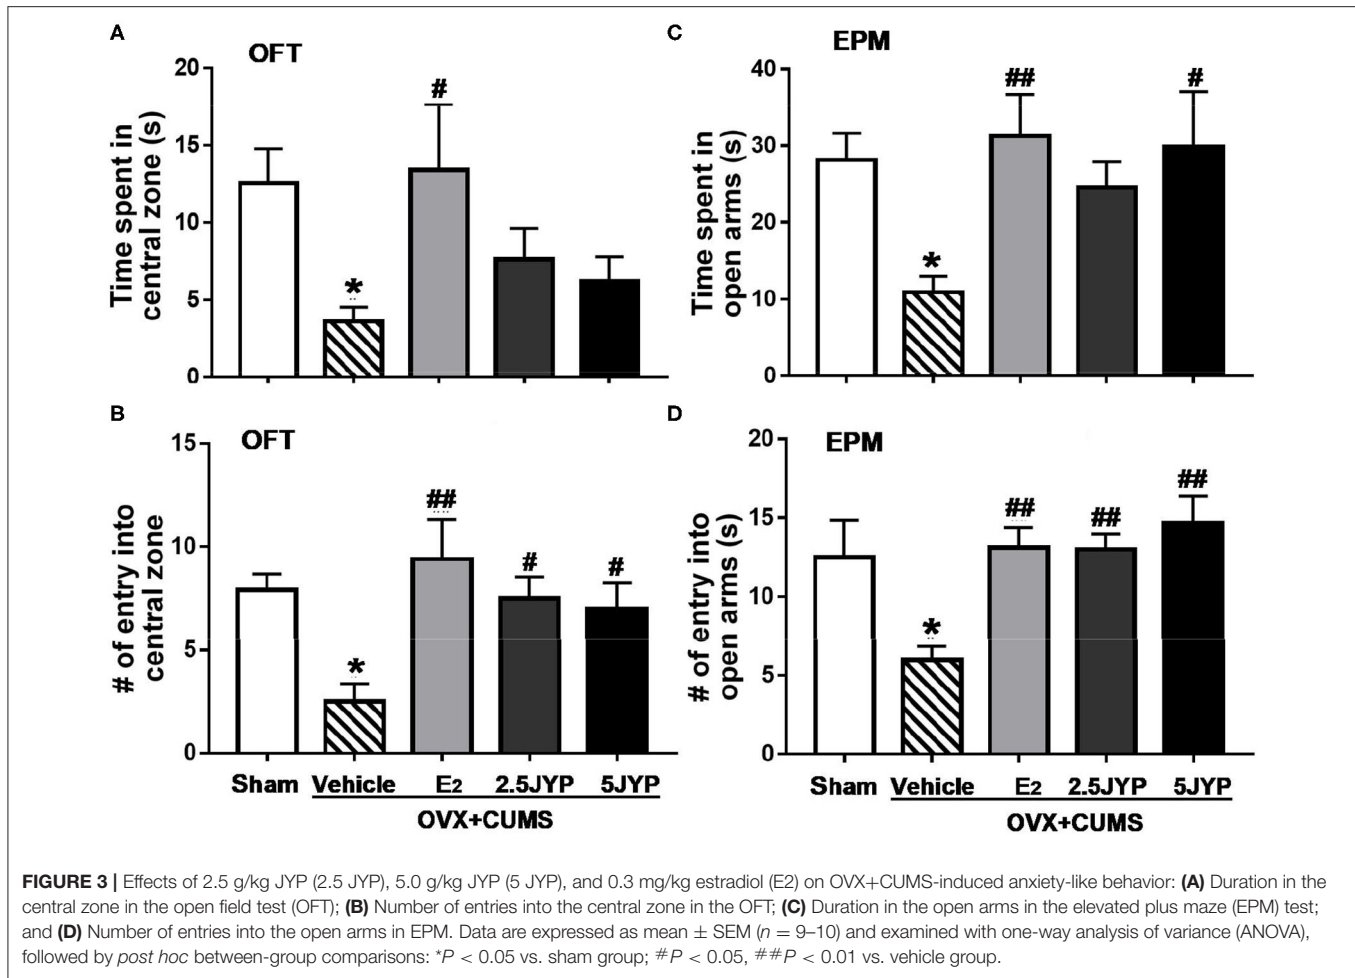 A
OFT
Time spent in
central zone (s)
20
15
10
5
0
*
#
C
EPM
Time spent in
open arms (s)
40
30
20
10
0
*
##
#
B
OFT
# of entry into
central zone
15
10
5
0
*
##
#
#
Sham
Vehicle
E2
2.5JYP
5JYP
OVX+CUMS
D
EPM
# of entry into
open arms (s)
20
15
10
5
0
*
##
##
##
Sham
Vehicle
E2
2.5JYP
5JYP
OVX+CUMS
FIGURE 3 | Effects of 2.5 g/kg JYP (2.5 JYP), 5.0 g/kg JYP (5 JYP), and 0.3 mg/kg estradiol (E2) on OVX+CUMS-induced anxiety-like behavior: (A) Duration in the
central zone in the open field test (OFT); (B) Number of entries into the central zone in the OFT; (C) Duration in the open arms in the elevated plus maze (EPM) test;
and (D) Number of entries into the open arms in EPM. Data are expressed as mean ± SEM (n = 9–10) and examined with one-way analysis of variance (ANOVA),
followed by post hoc between-group comparisons: *P < 0.05 vs. sham group; #P < 0.05, ##P < 0.01 vs. vehicle group.